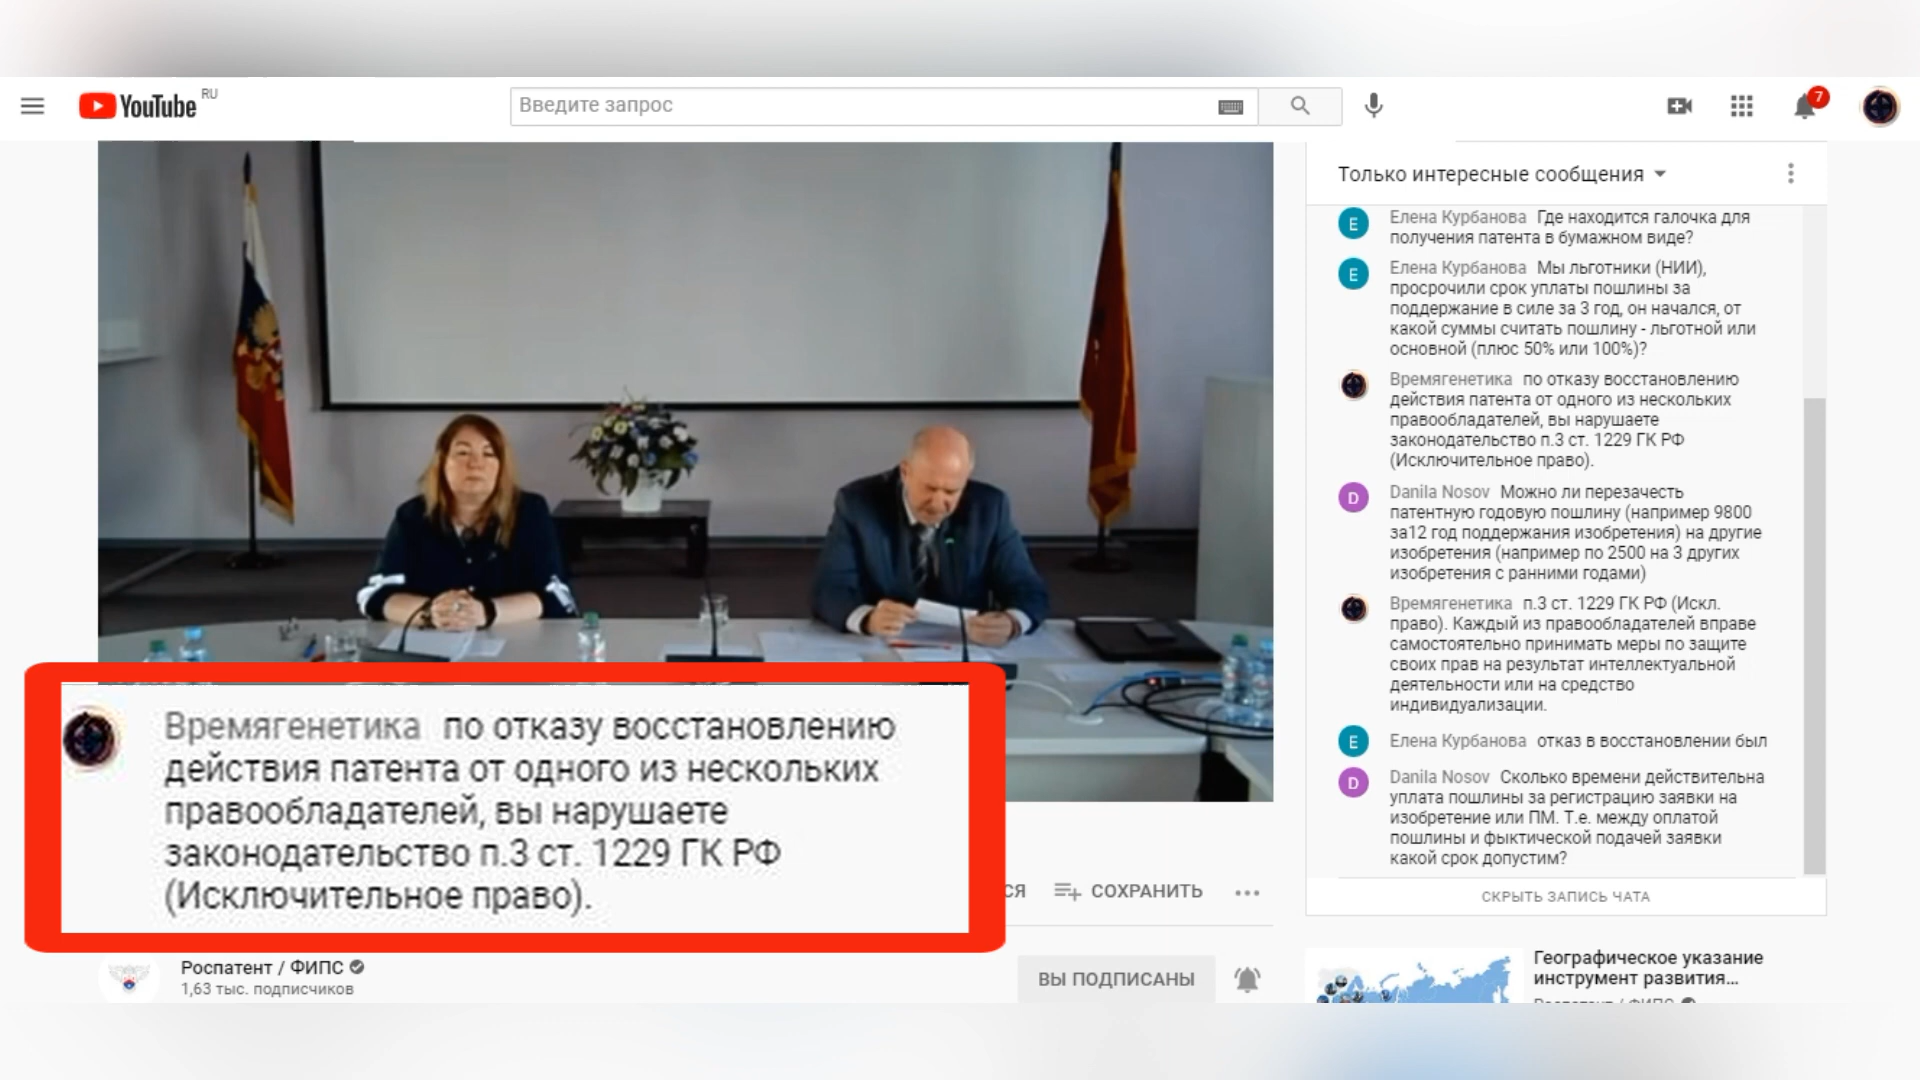 YouTube RU
Введите запрос
7
Только интересные сообщения
Елена Курбанова Где находится галочка для
получения патента в бумажном виде?
Елена Курбанова Мы льготники (НИИ),
просрочили срок уплаты пошлины за
поддержание в силе за 3 год, он начался, от
какой суммы считать пошлину - льготной или
основной (плюс 50% или 100%)?
Времягенетика по отказу восстановлению
действия патента от одного из нескольких
правообладателей, вы нарушаете
законодательство п.3 ст. 1229 ГК РФ
(Исключительное право).
Danila Nosov Можно ли перезачесть
патентную годовую пошлину (например 9800
за12 год поддержания изобретения) на другие
изобретения (например по 2500 на 3 других
изобретения с ранними годами)
Времягенетика п.3 ст. 1229 ГК РФ (Искл.
право). Каждый из правообладателей вправе
самостоятельно принимать меры по защите
своих прав на результат интеллектуальной
деятельности или на средство
индивидуализации.
Елена Курбанова отказ в восстановлении был
Danila Nosov Сколько времени действительна
уплата пошлины за регистрацию заявки на
изобретение или ПМ. Т.е. между оплатой
пошлины и фыктической подачей заявки
какой срок допустим?
СКРЫТЬ ЗАПИСЬ ЧАТА
Времягенетика по отказу восстановлению
действия патента от одного из нескольких
правообладателей, вы нарушаете
законодательство п.3 ст. 1229 ГК РФ
(Исключительное право).
СЯ СОХРАНИТЬ
Роспатент / ФИПС
1,63 тыс. подписчиков
ВЫ ПОДПИСАНЫ
Географическое указание
инструмент развития...